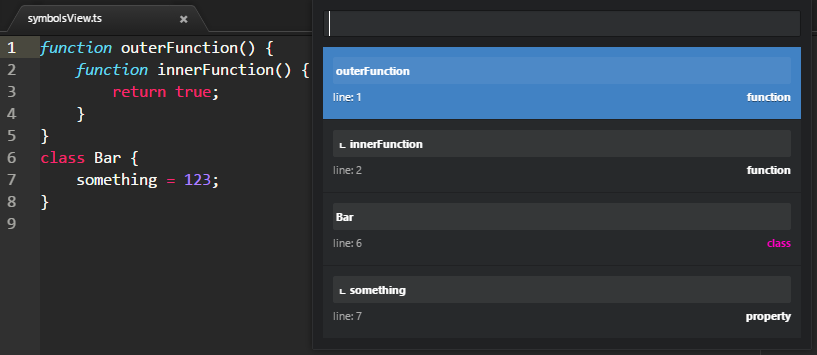 symbolsView.ts ×
1 function outerFunction() {
2     function innerFunction() {
3         return true;
4     }
5 }
6 class Bar {
7     something = 123;
8 }
9
outerFunction
line: 1 function
ㄴ innerFunction
line: 2 function
Bar
line: 6 class
ㄴ something
line: 7 property